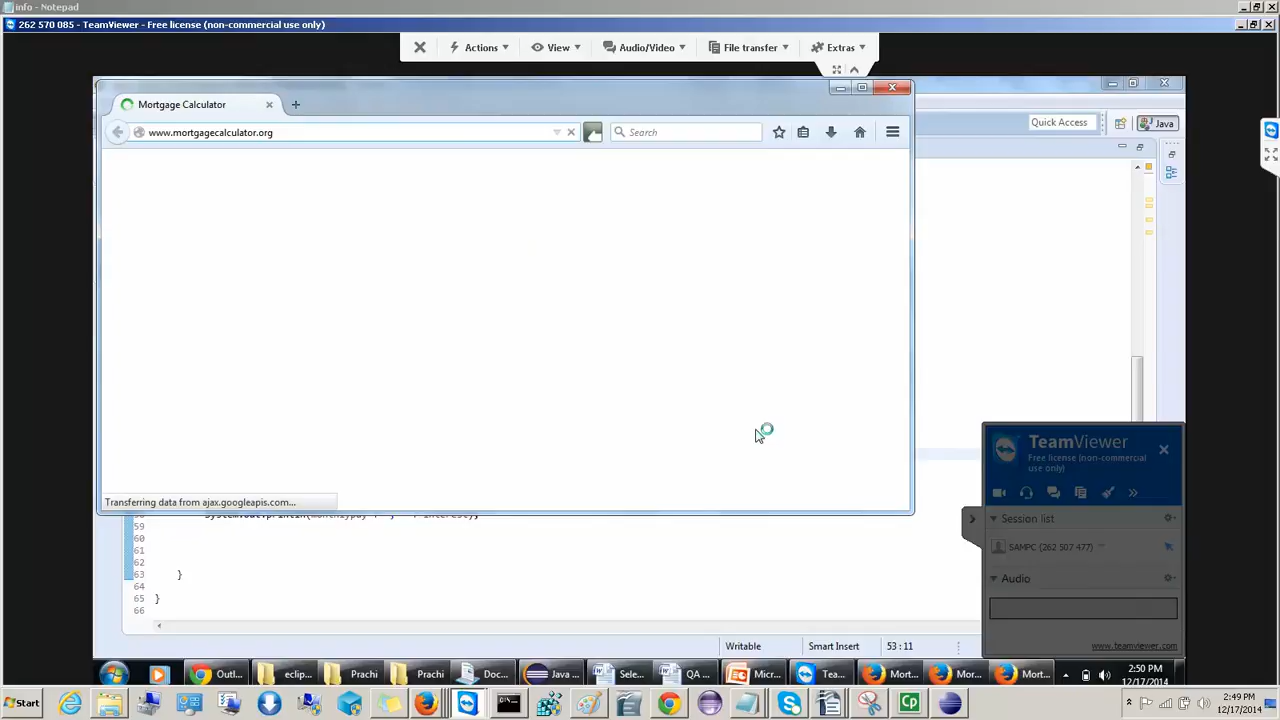 info - Notepad
262 570 085 - TeamViewer - Free license (non-commercial use only)
Actions View Audio/Video File transfer Extras
Mortgage Calculator
www.mortgagecalculator.org
Search
Quick Access
Java
Transferring data from ajax.googleapis.com...
59
60
61
62
63 }
64
65 }
66
TeamViewer
Free license (non-commercial
use only)
Session list
SAMPC (262 507 477)
Audio
www.teamviewer.com
Writable Smart Insert 53 : 11
Outl... eclip... Prachi Prachi Doc... Java ... Sele... QA ... Micr... Tea... Mort... Mor... Mort...
2:50 PM
12/17/2014
Start
2:49 PM
12/17/2014